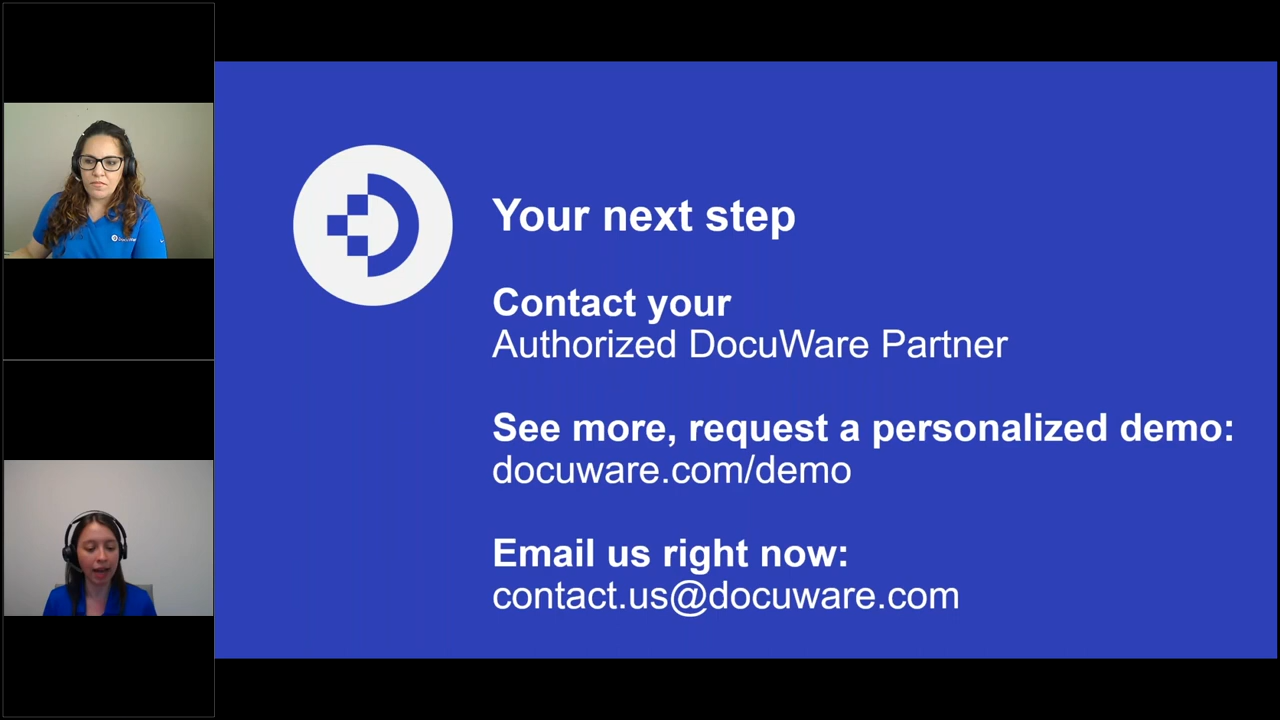 Your next step
Contact your
Authorized DocuWare Partner
See more, request a personalized demo:
docuware.com/demo
Email us right now:
contact.us@docuware.com